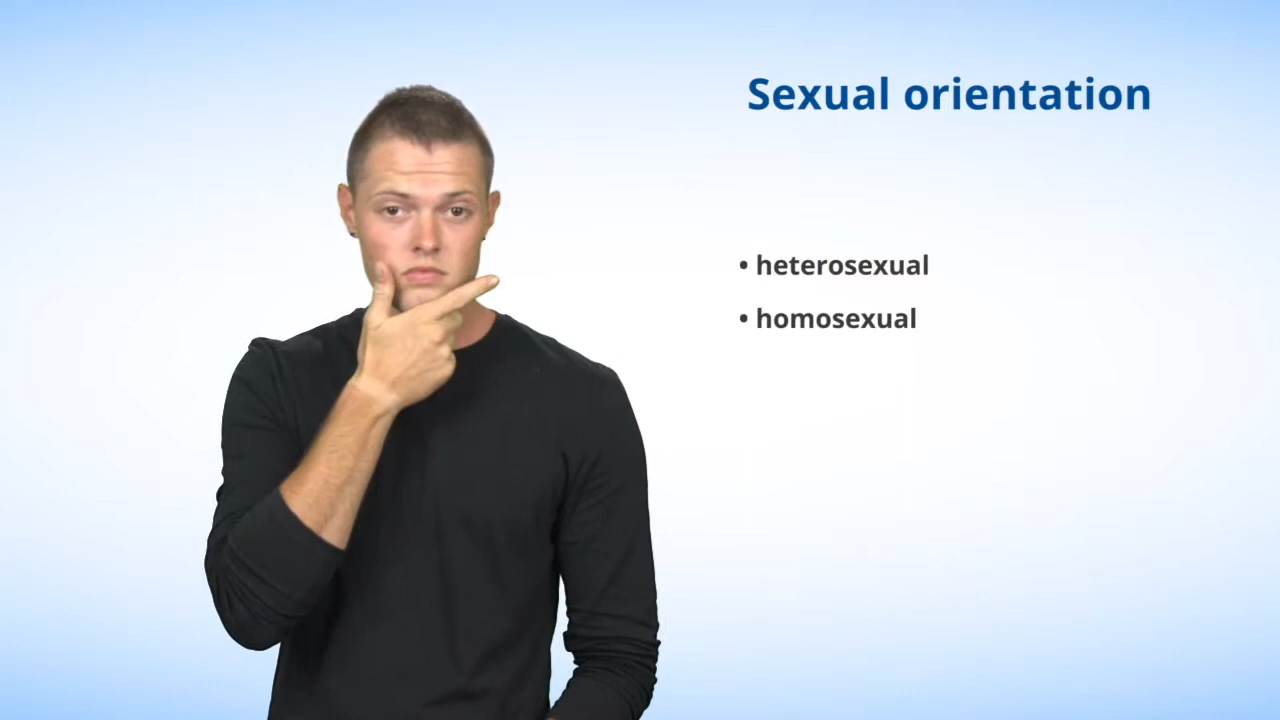 Sexual orientation
• heterosexual
• homosexual